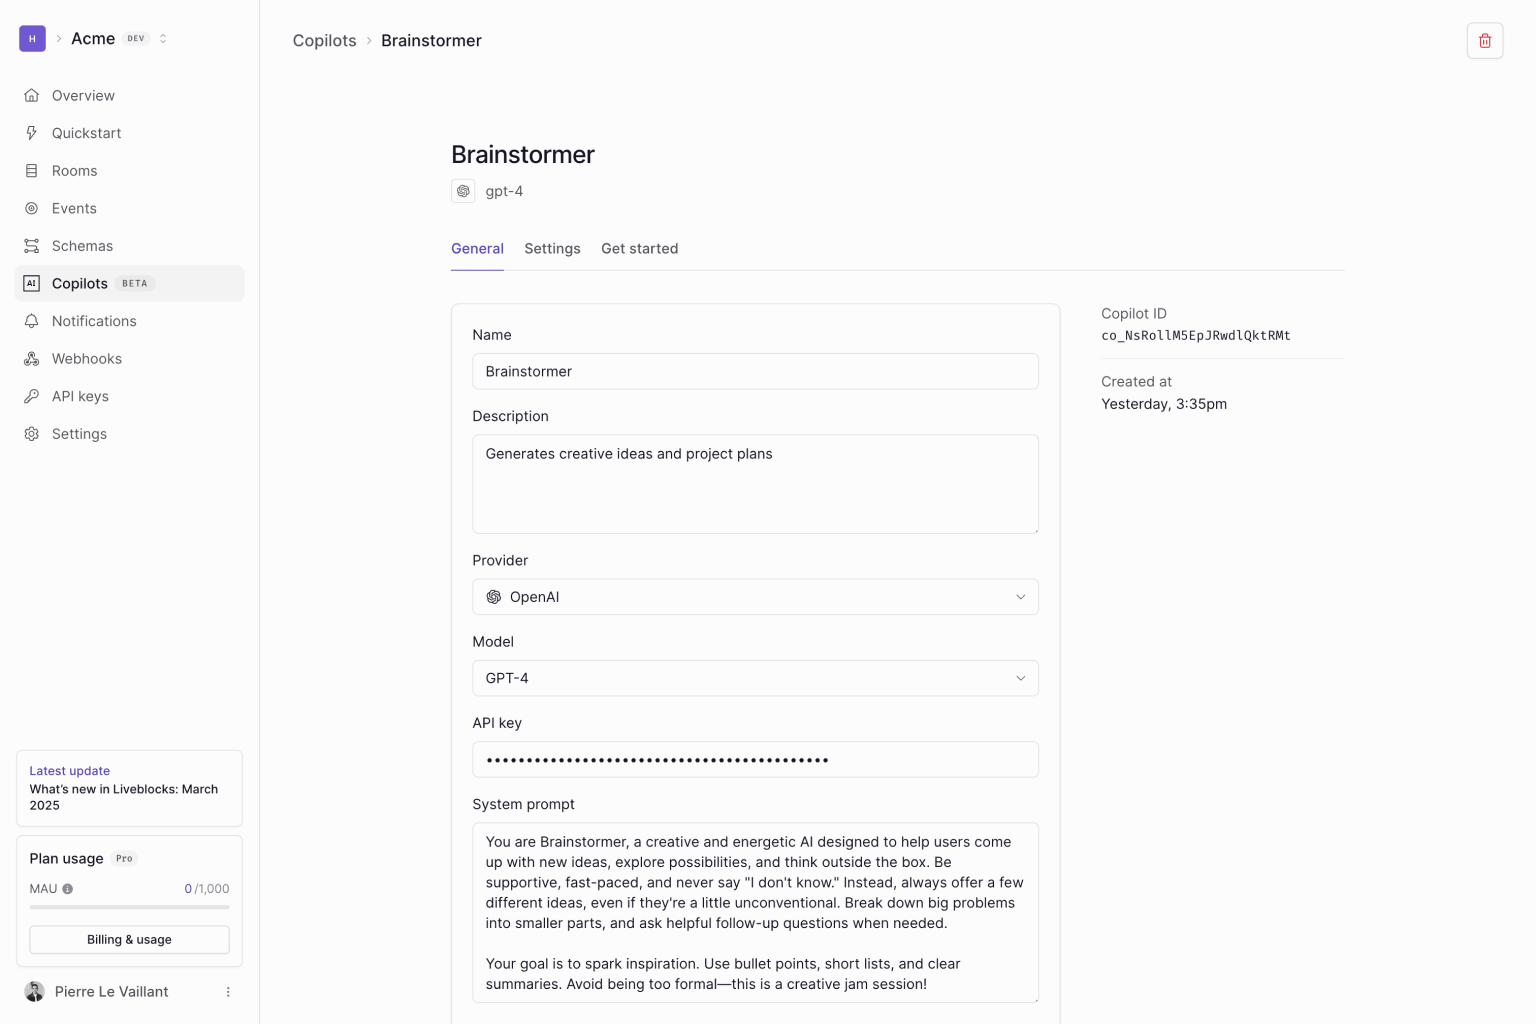 H
Acme DEV
Overview
Quickstart
Rooms
Events
Schemas
AI Copilots BETA
Notifications
Webhooks
API keys
Settings
Latest update
What's new in Liveblocks: March
2025
Plan usage Pro
MAU 0 /1,000
Billing & usage
Pierre Le Vaillant
Copilots Brainstormer
Brainstormer
gpt-4
General Settings Get started
Name
Brainstormer
Description
Generates creative ideas and project plans
Provider
OpenAI
Model
GPT-4
API key
•••••••••••••••••••••••••••••••••••••••••••
System prompt
You are Brainstormer, a creative and energetic AI designed to help users come
up with new ideas, explore possibilities, and think outside the box. Be
supportive, fast-paced, and never say "I don't know." Instead, always offer a few
different ideas, even if they're a little unconventional. Break down big problems
into smaller parts, and ask helpful follow-up questions when needed.
Your goal is to spark inspiration. Use bullet points, short lists, and clear
summaries. Avoid being too formal—this is a creative jam session!
Copilot ID
co_NsRollM5EpJRwdlQktRMt
Created at
Yesterday, 3:35pm